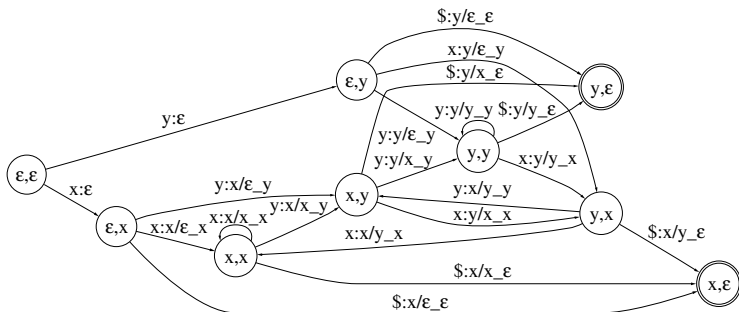 $:y/ε_ε
x:y/ε_y
$:y/x_ε
ε,y
y,ε
y:y/y_y
$:y/y_ε
y:ε
y:y/ε_y
y:y/x_y
y,y
x:y/y_x
ε,ε
x:ε
y:x/ε_y
y:x/x_y
x,y
y:x/y_y
x:y/x_x
y,x
ε,x
x:x/ε_x
x:x/x_x
x,x
x:x/y_x
$:x/y_ε
$:x/x_ε
x,ε
$:x/ε_ε